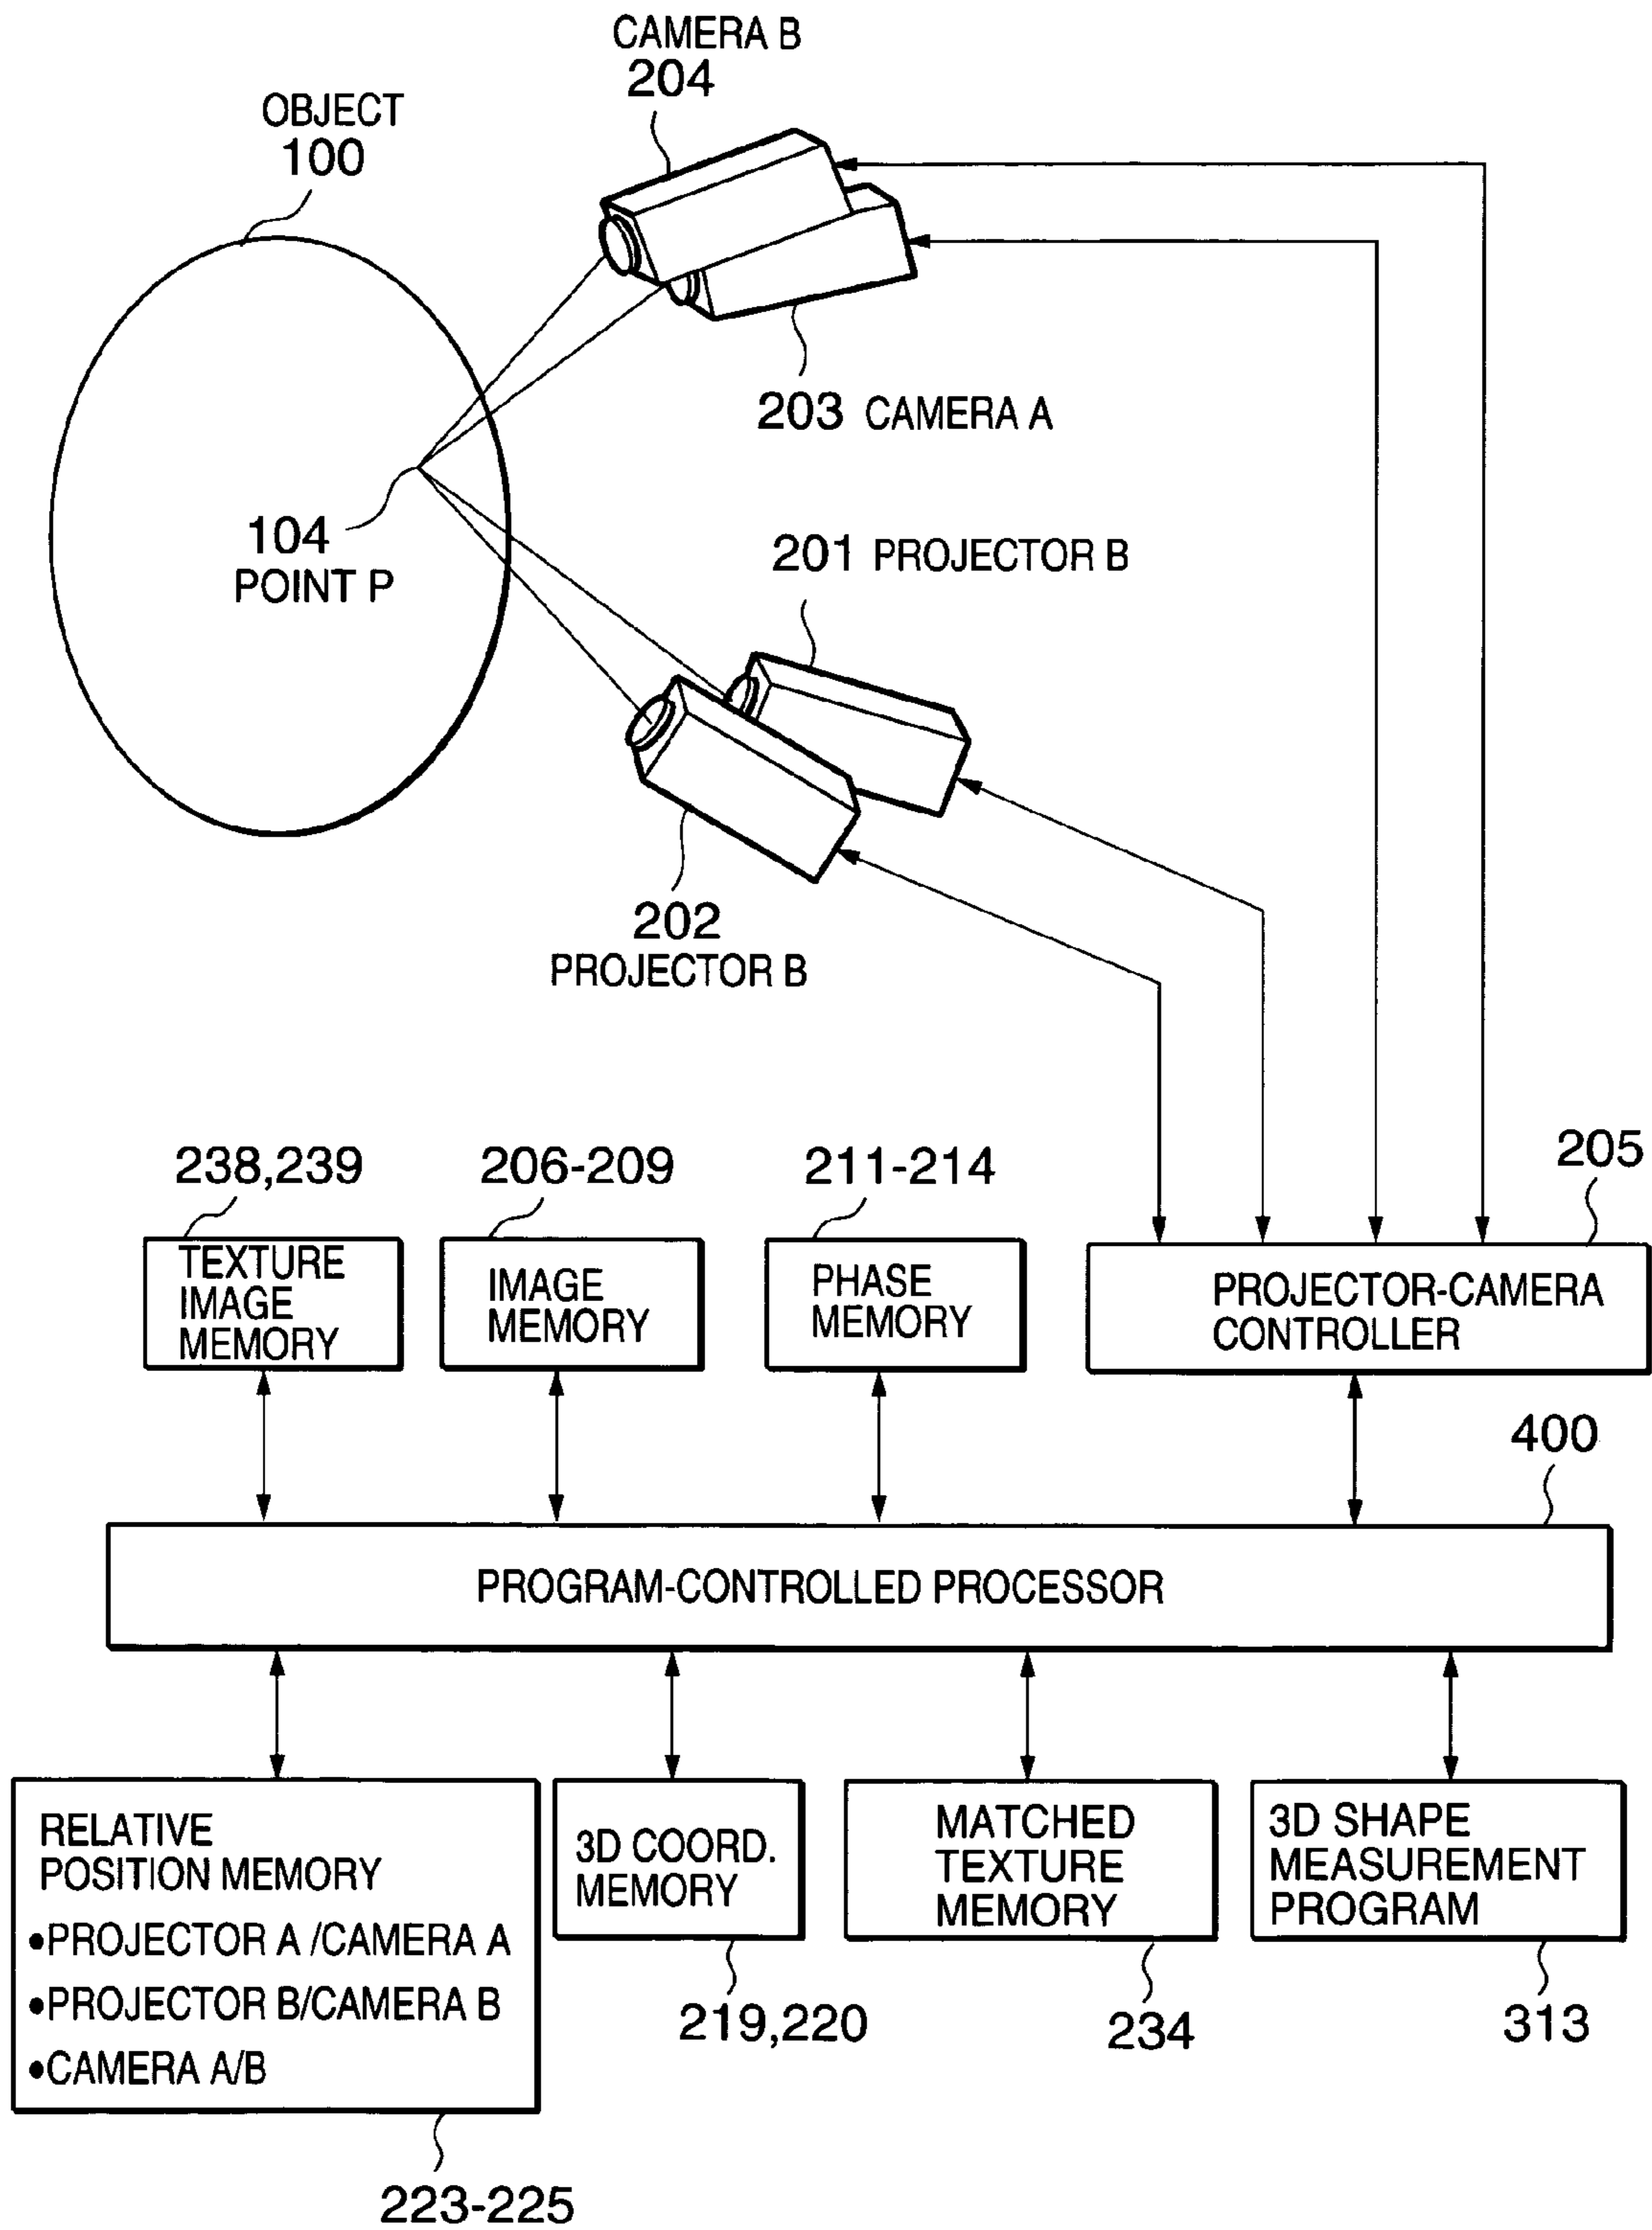 CAMERA B
204
OBJECT
100
203 CAMERA A
104
POINT P
201 PROJECTOR B
202
PROJECTOR B
238,239
206-209
211-214
205
TEXTURE
IMAGE
MEMORY
IMAGE
MEMORY
PHASE
MEMORY
PROJECTOR-CAMERA
CONTROLLER
400
PROGRAM-CONTROLLED PROCESSOR
RELATIVE
POSITION MEMORY
•PROJECTOR A /CAMERA A
•PROJECTOR B/CAMERA B
•CAMERA A/B
3D COORD.
MEMORY
MATCHED
TEXTURE
MEMORY
3D SHAPE
MEASUREMENT
PROGRAM
219,220
234
313
223-225